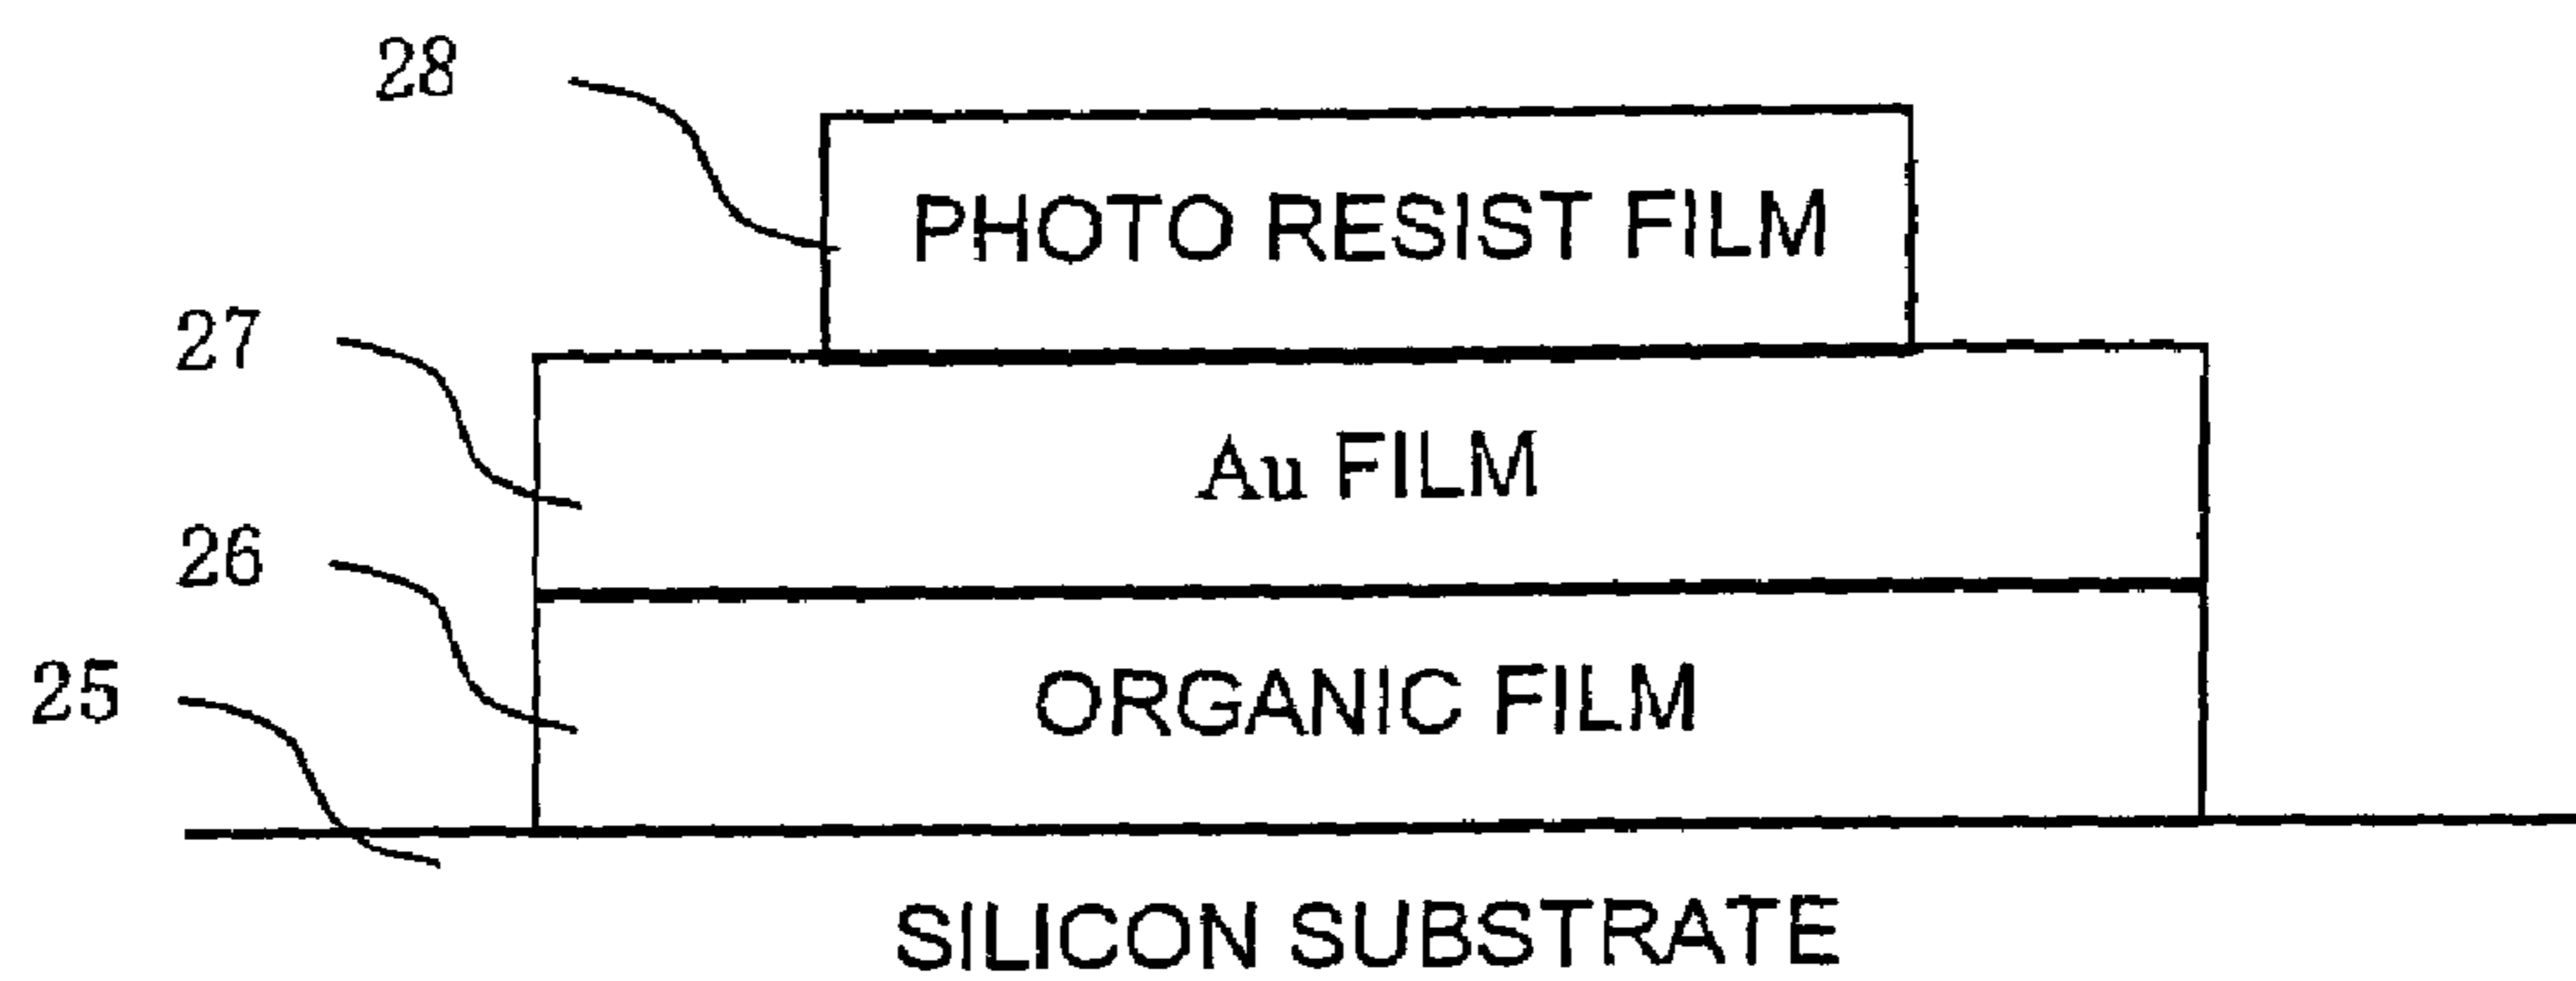 28
PHOTO RESIST FILM
27
Au FILM
26
ORGANIC FILM
25
SILICON SUBSTRATE